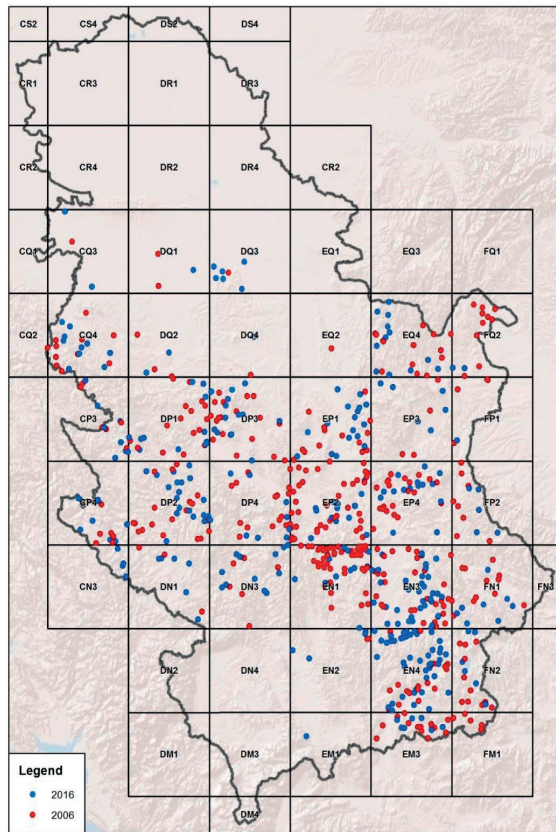 CS2 CS4 DS2 DS4
CR1 CR3 DR1 DR3
CR2 CR4 DR2 DR4 CR2
CQ1 CQ3 DQ1 DQ3 EQ1 EQ3 FQ1
CQ2 CQ4 DQ2 DQ4 EQ2 EQ4 FQ2
CP3 DP1 DP3 EP1 EP3 FP1
CP4 DP2 DP4 EP2 EP4 FP2
CN3 DN1 DN3 EN1 EN3 FN1 FN3
DN2 DN4 EN2 EN4 FN2
DM1 DM3 EM1 EM3 FM1
DM4
Legend
2016
2006